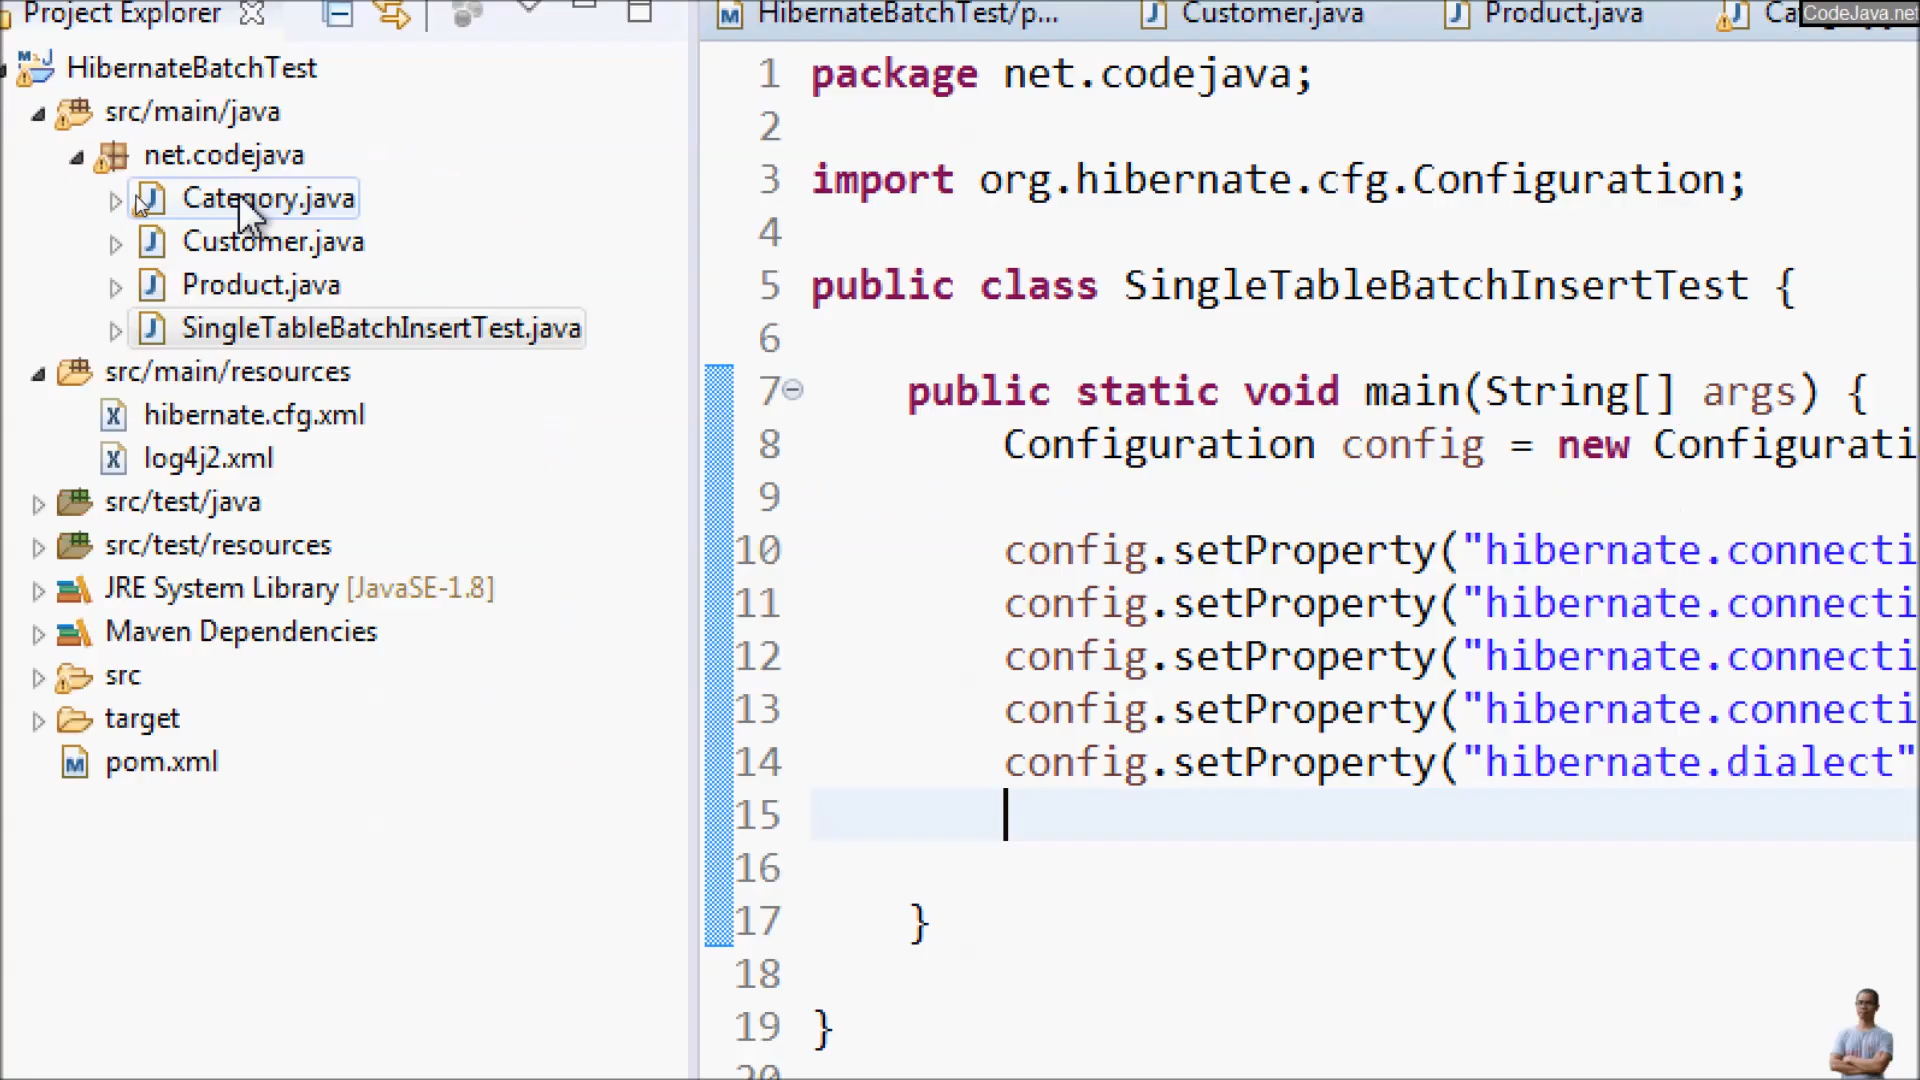 Project Explorer
HibernateBatchTest
src/main/java
net.codejava
Category.java
Customer.java
Product.java
SingleTableBatchInsertTest.java
src/main/resources
hibernate.cfg.xml
log4j2.xml
src/test/java
src/test/resources
JRE System Library [JavaSE-1.8]
Maven Dependencies
src
target
pom.xml
HibernateBatchTest/p... Customer.java Product.java
CodeJava.net
1 package net.codejava;
2
3 import org.hibernate.cfg.Configuration;
4
5 public class SingleTableBatchInsertTest {
6
7 public static void main(String[] args) {
8 Configuration config = new Configurati
9
10 config.setProperty("hibernate.connecti
11 config.setProperty("hibernate.connecti
12 config.setProperty("hibernate.connecti
13 config.setProperty("hibernate.connecti
14 config.setProperty("hibernate.dialect"
15
16
17 }
18
19 }
20